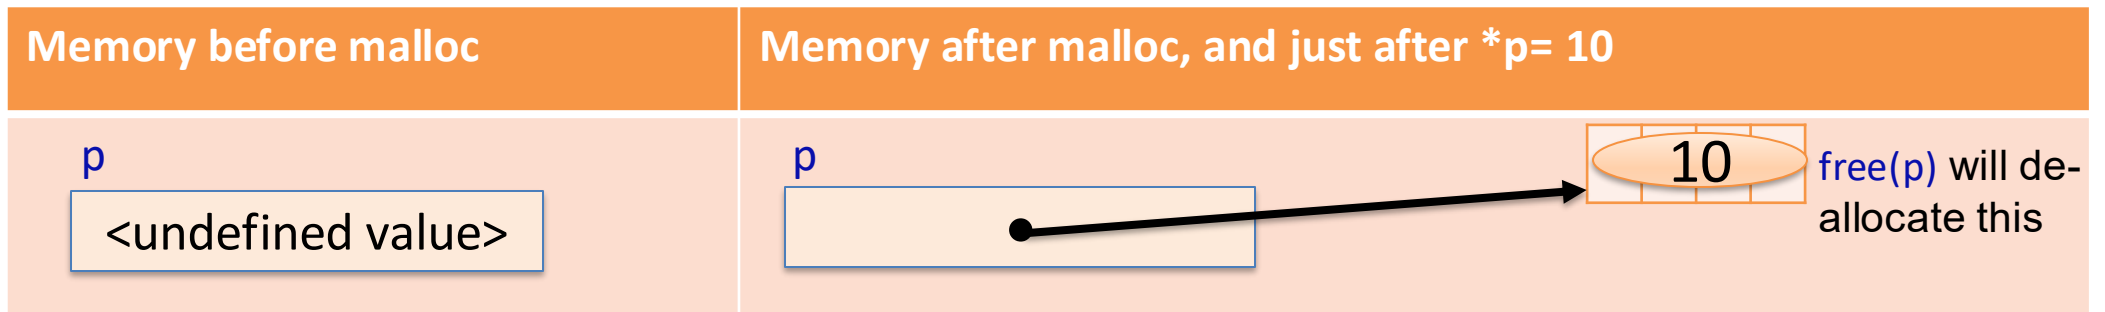 Memory before malloc
Memory after malloc, and just after *p= 10
p
<undefined value>
p
10
free(p) will de-
allocate this